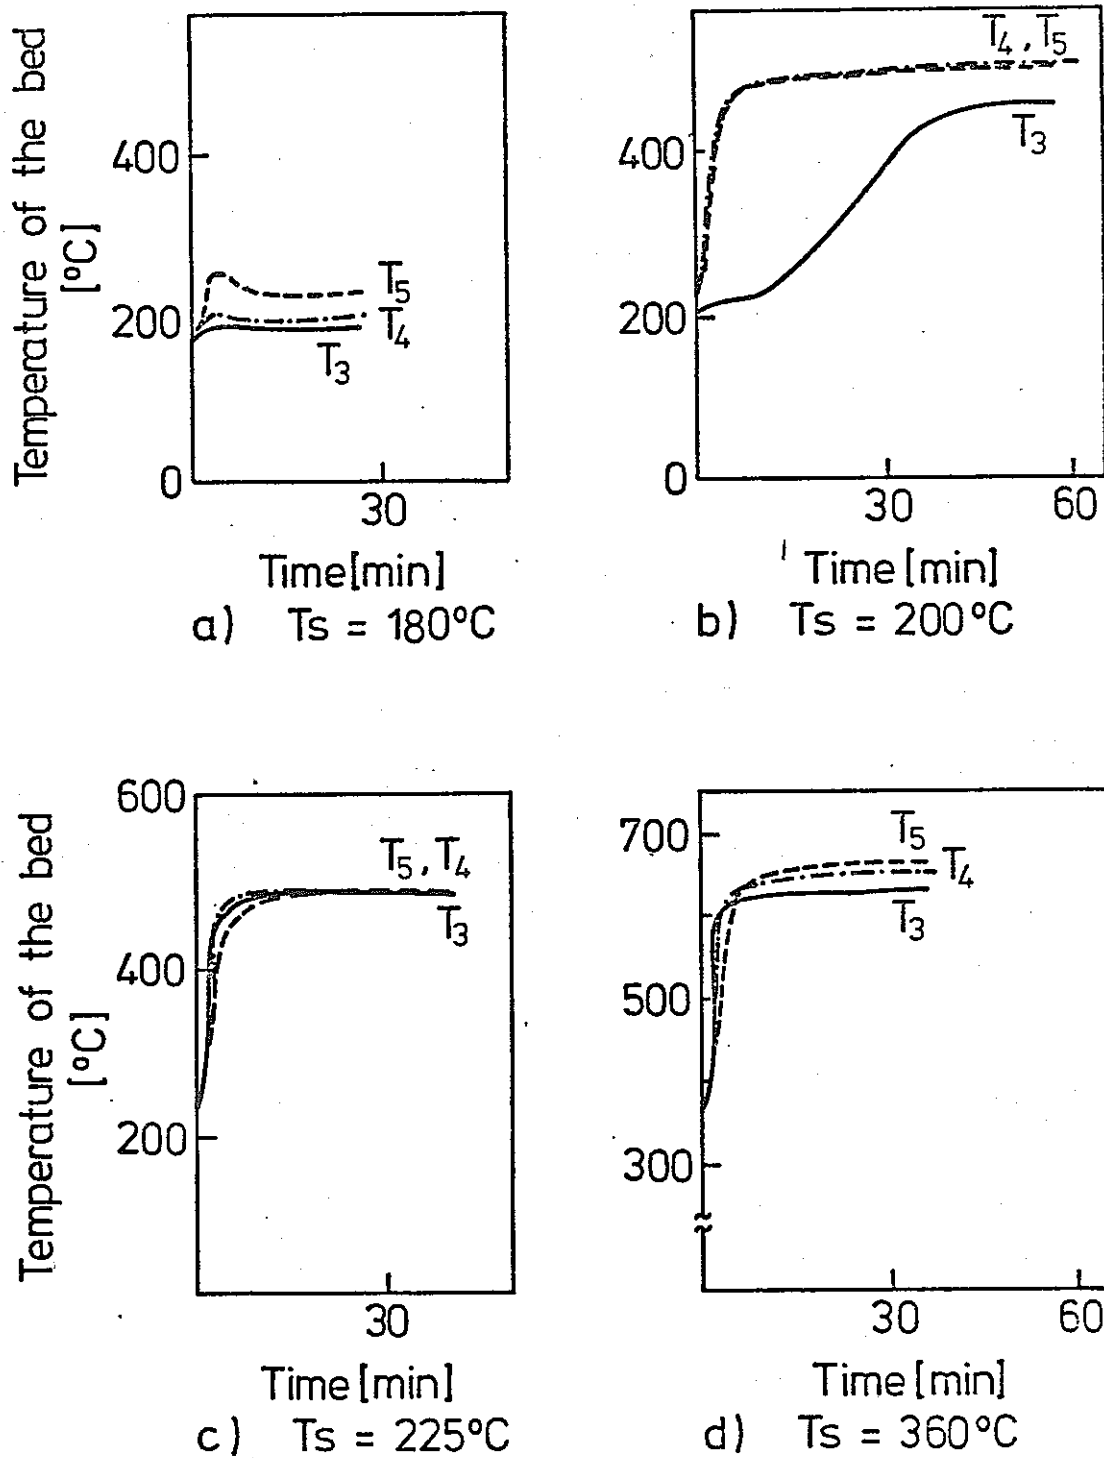 Temperature of the bed
[°C]
400
200
0
T5
T4
T3
30
Time [min]
a) Ts = 180°C
T4, T5
T3
400
200
0
30
60
Time [min]
b) Ts = 200°C
Temperature of the bed
[°C]
600
400
200
T5, T4
T3
30
Time [min]
c) Ts = 225°C
700
500
300
T5
T4
T3
30
60
Time [min]
d) Ts = 360°C